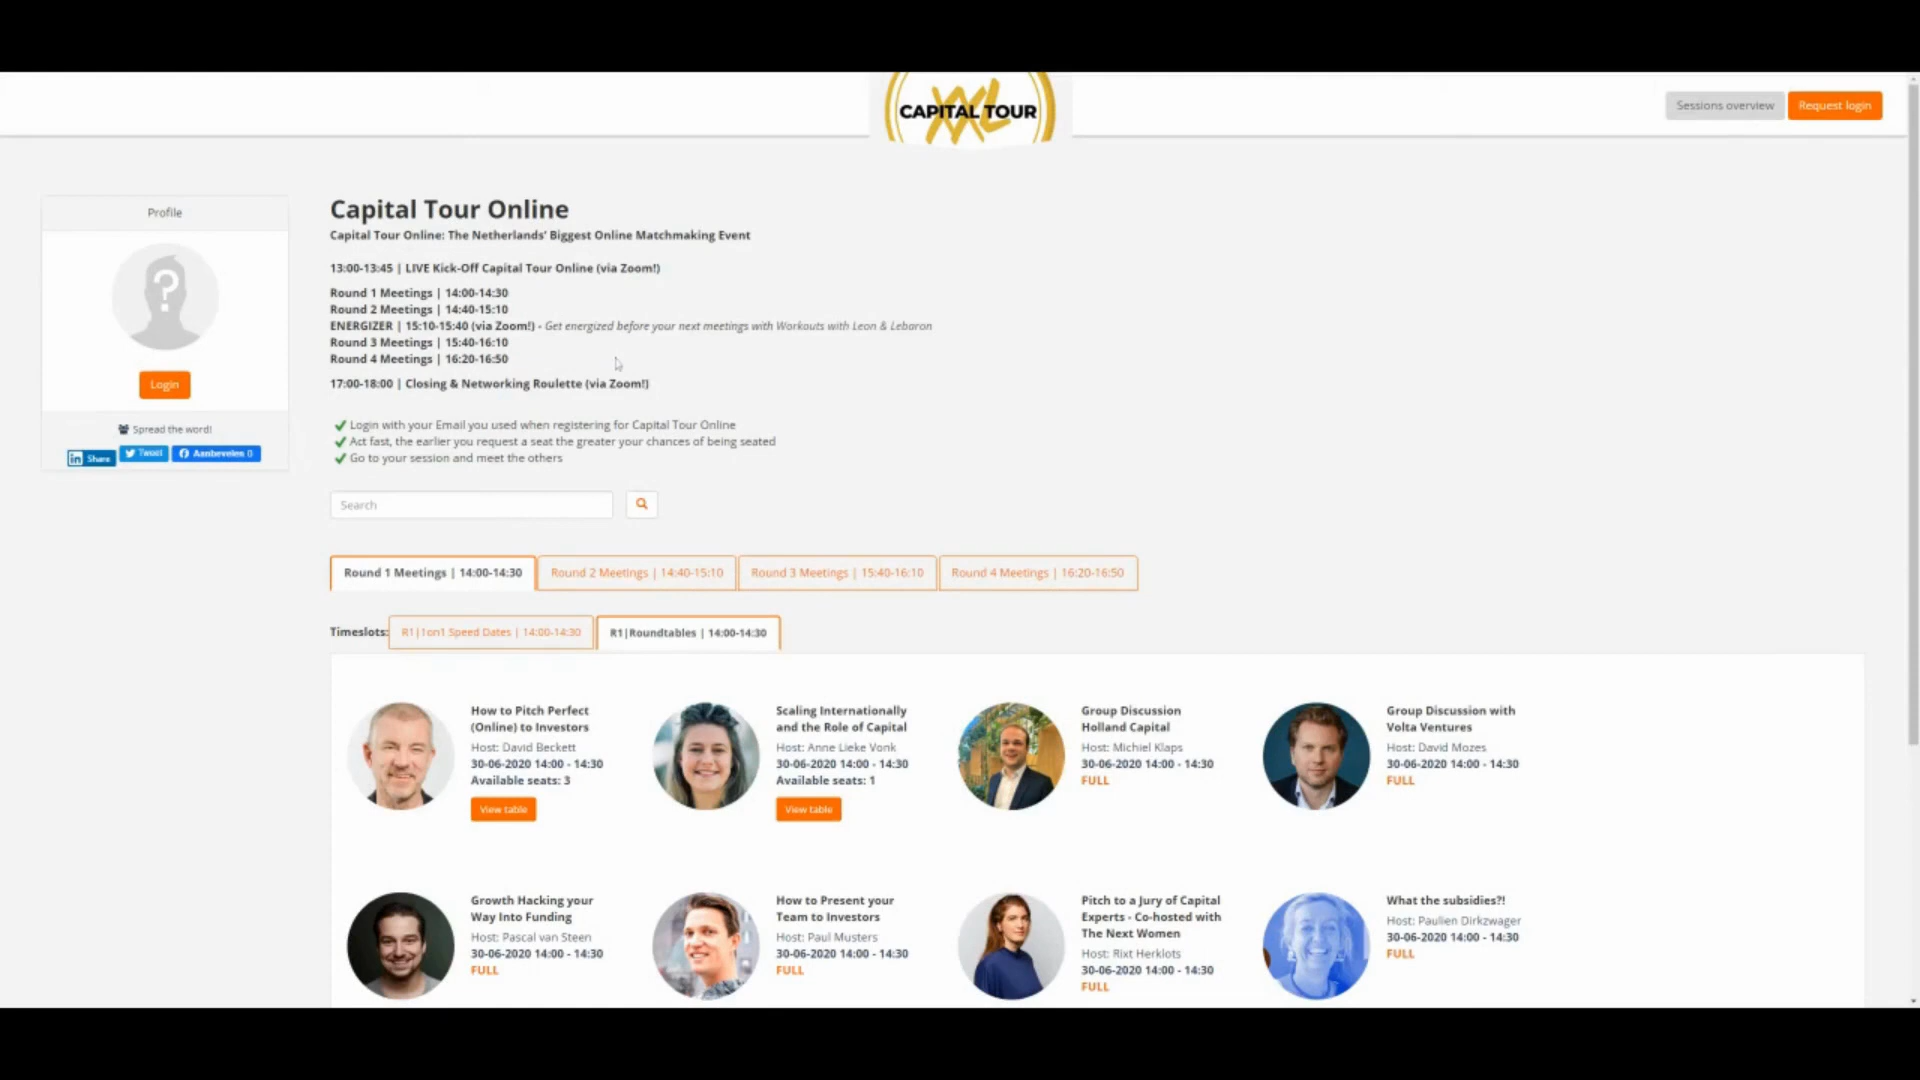 CAPITAL TOUR
XXL
Sessions overview
Request login
Profile
Login
Spread the word!
Share
Tweet
Aanbevelen 0
Capital Tour Online
Capital Tour Online: The Netherlands' Biggest Online Matchmaking Event
13:00-13:45 | LIVE Kick-Off Capital Tour Online (via Zoom!)
Round 1 Meetings | 14:00-14:30
Round 2 Meetings | 14:40-15:10
ENERGIZER | 15:10-15:40 (via Zoom!) - Get energized before your next meetings with Workouts with Leon & Lebaron
Round 3 Meetings | 15:40-16:10
Round 4 Meetings | 16:20-16:50
17:00-18:00 | Closing & Networking Roulette (via Zoom!)
Login with your Email you used when registering for Capital Tour Online
Act fast, the earlier you request a seat the greater your chances of being seated
Go to your session and meet the others
Search
Round 1 Meetings | 14:00-14:30
Round 2 Meetings | 14:40-15:10
Round 3 Meetings | 15:40-16:10
Round 4 Meetings | 16:20-16:50
Timeslots:
R1|1on1 Speed Dates | 14:00-14:30
R1|Roundtables | 14:00-14:30
How to Pitch Perfect
(Online) to Investors
Host: David Beckett
30-06-2020 14:00 - 14:30
Available seats: 3
View table
Scaling Internationally
and the Role of Capital
Host: Anne Lieke Vonk
30-06-2020 14:00 - 14:30
Available seats: 1
View table
Group Discussion
Holland Capital
Host: Michiel Klaps
30-06-2020 14:00 - 14:30
FULL
Group Discussion with
Volta Ventures
Host: David Mozes
30-06-2020 14:00 - 14:30
FULL
Growth Hacking your
Way Into Funding
Host: Pascal van Steen
30-06-2020 14:00 - 14:30
FULL
How to Present your
Team to Investors
Host: Paul Musters
30-06-2020 14:00 - 14:30
FULL
Pitch to a Jury of Capital
Experts - Co-hosted with
The Next Women
Host: Rixt Herklots
30-06-2020 14:00 - 14:30
FULL
What the subsidies?!
Host: Paulien Dirkzwager
30-06-2020 14:00 - 14:30
FULL